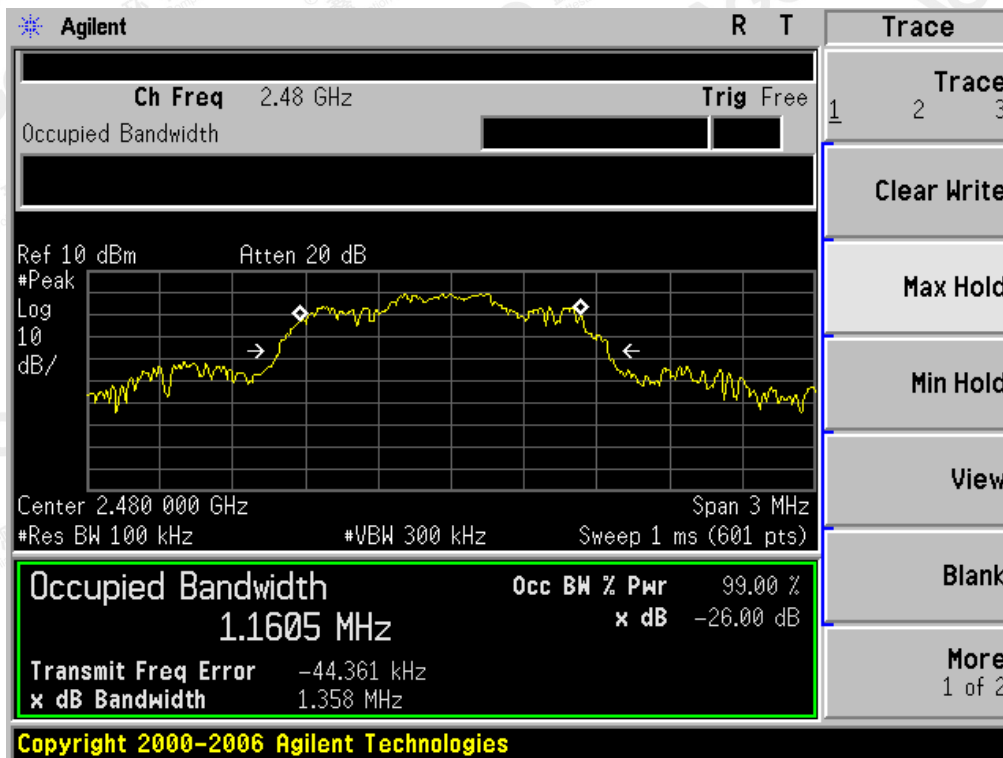 Agilent R T Trace
Ch Freq 2.48 GHz Trig Free
Occupied Bandwidth
Trace
1 2 3
Clear Write
Max Hold
Min Hold
View
Blank
More
1 of 2
Ref 10 dBm Atten 20 dB
#Peak
Log
10
dB/
Center 2.480 000 GHz Span 3 MHz
#Res BW 100 kHz #VBW 300 kHz Sweep 1 ms (601 pts)
Occupied Bandwidth Occ BW % Pwr 99.00 %
1.1605 MHz x dB -26.00 dB
Transmit Freq Error -44.361 kHz
x dB Bandwidth 1.358 MHz
Copyright 2000-2006 Agilent Technologies